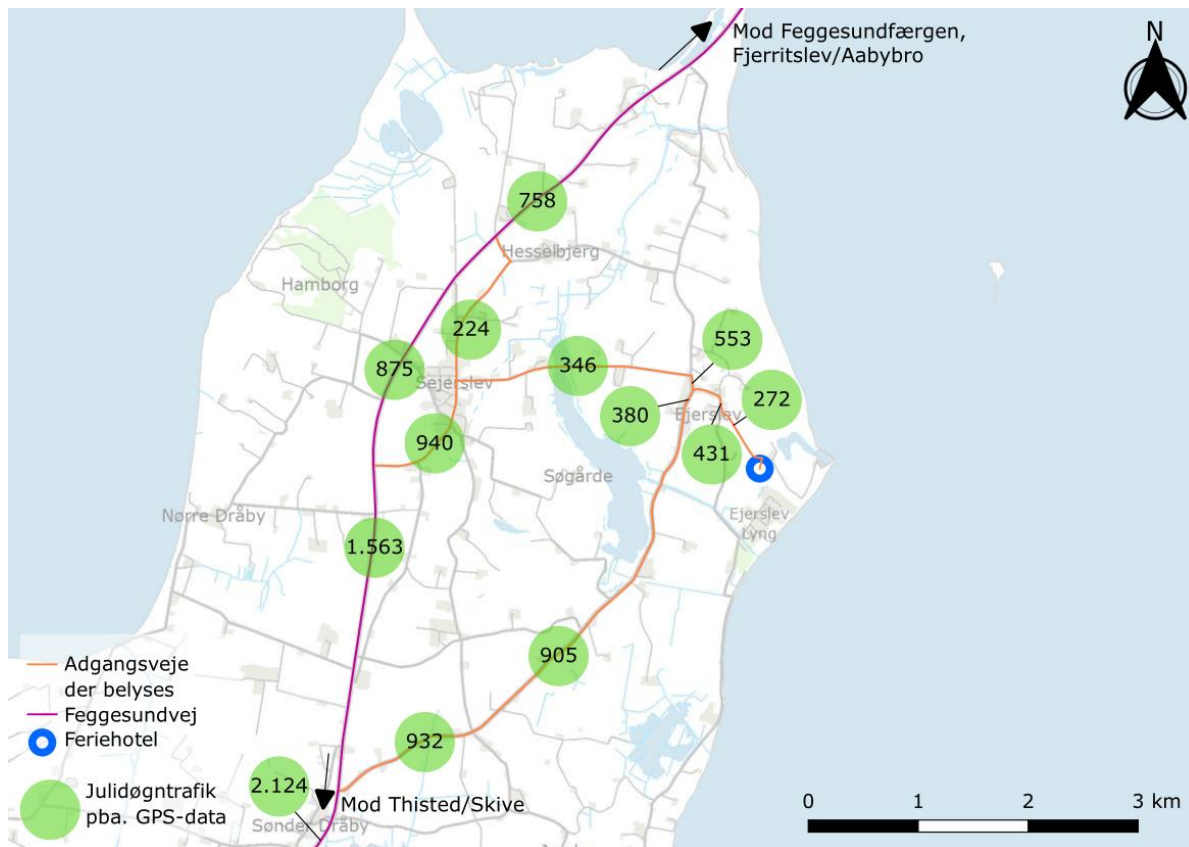 Mod Feggesundfærgen,
Fjerritslev/Aabybro
N
758
Hesselbjerg
Hamborg
224
553
875
346
Sejerslev
272
380
Ejerslev
940
431
Søgårde
Nørre Dråby
Ejerslev
Lyng
1.563
905
Adgangsveje
der belyses
Feggesundvej
Feriehotel
932
Julidøgntrafik
pba. GPS-data
2.124
Mod Thisted/Skive
Sønder Dråby
0 1 2 3 km